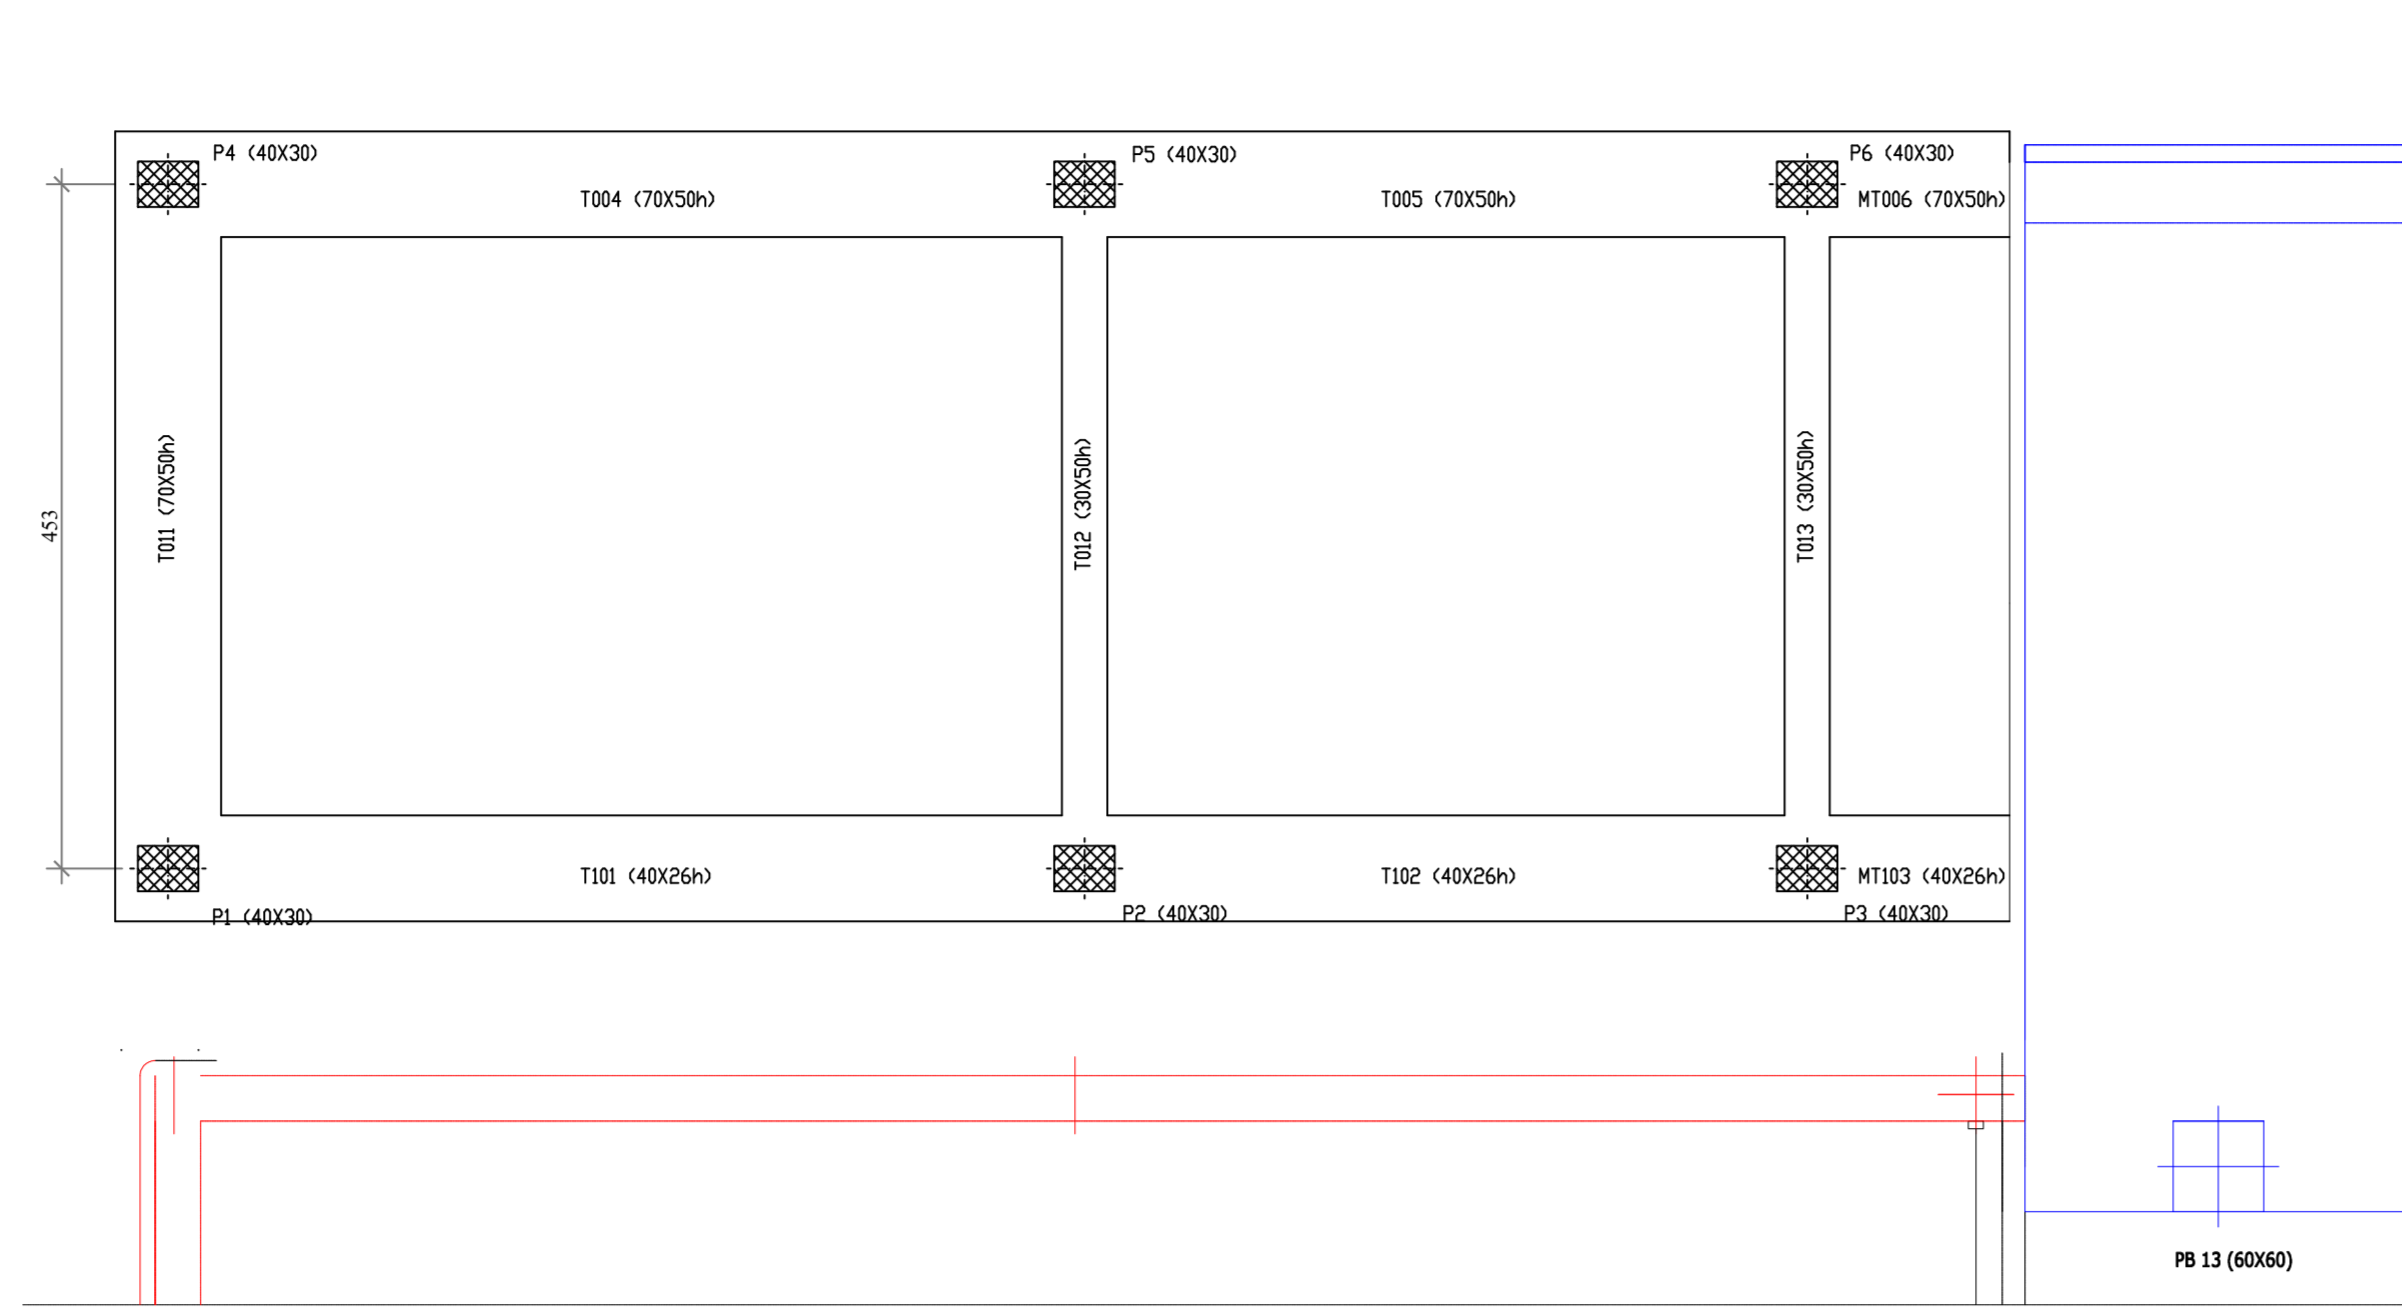 P4 (40X30)
P5 (40X30)
P6 (40X30)
T004 (70X50h)
T005 (70X50h)
MT006 (70X50h)
453
T011 (70X50h)
T012 (30X50h)
T013 (30X50h)
T101 (40X26h)
T102 (40X26h)
MT103 (40X26h)
P1 (40X30)
P2 (40X30)
P3 (40X30)
PB 13 (60X60)